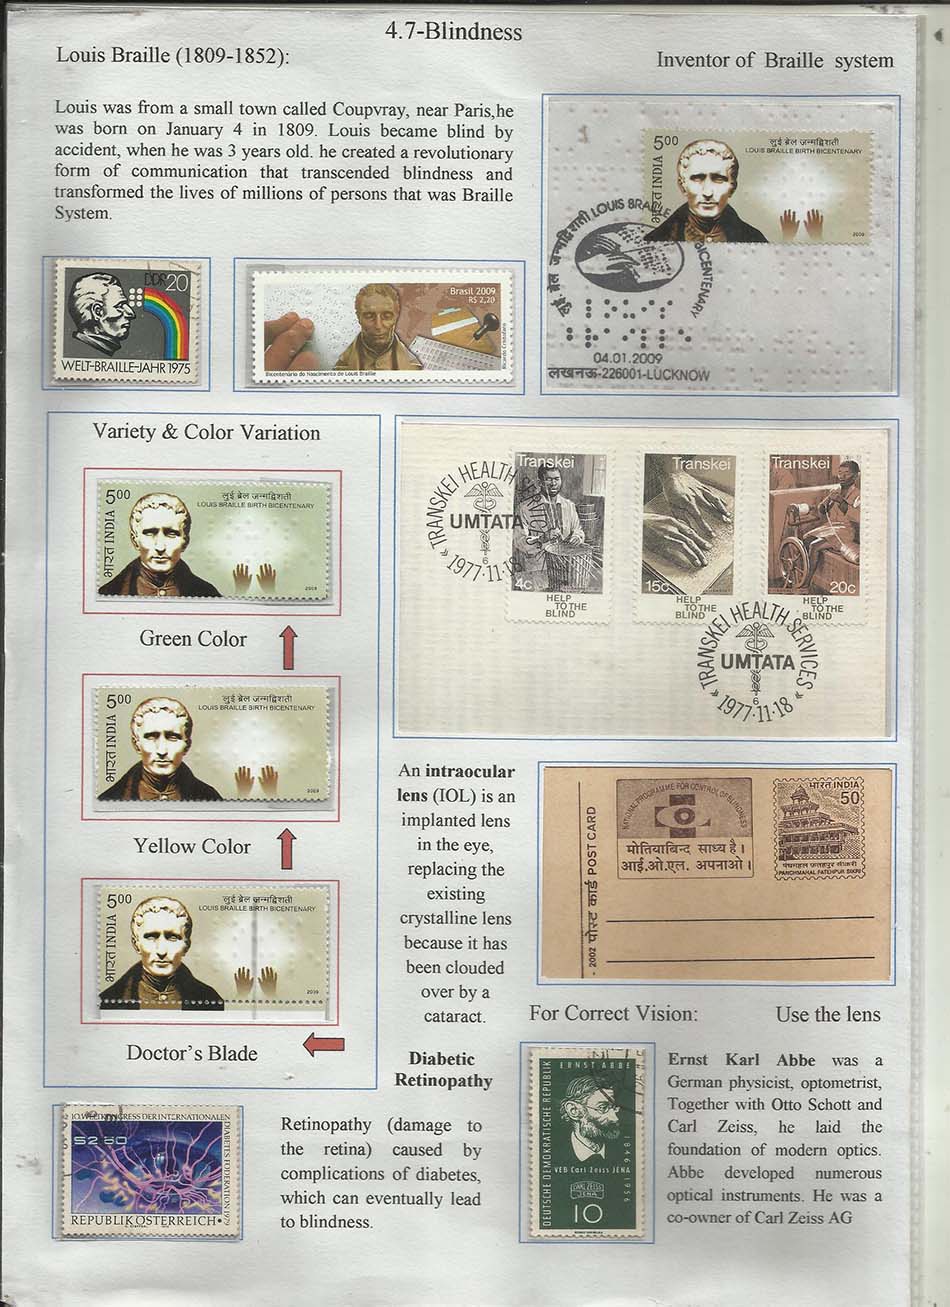 4.7-Blindness
Louis Braille (1809-1852):
Inventor of Braille system
Louis was from a small town called Coupvray, near Paris,he
was born on January 4 in 1809. Louis became blind by
accident, when he was 3 years old. he created a revolutionary
form of communication that transcended blindness and
transformed the lives of millions of persons that was Braille
System.
5 00
भारत INDIA
लुई ब्रेल जन्मद्विशती
LOUIS BRAILLE BIRTH BICENTENARY
2009
लुई ब्रेल जन्मद्विशती LOUIS BRAILLE BICENTENARY
04.01.2009
लखनऊ-226001-LUCKNOW
DDR 20
WELT-BRAILLE-JAHR 1975
Brasil 2009
R$ 2,20
Bicentenário do Nascimento de Louis Braille
Variety & Color Variation
5 00
भारत INDIA
लुई ब्रेल जन्मद्विशती
LOUIS BRAILLE BIRTH BICENTENARY
2009
Green Color
5 00
भारत INDIA
लुई ब्रेल जन्मद्विशती
LOUIS BRAILLE BIRTH BICENTENARY
2009
Yellow Color
5 00
भारत INDIA
लुई ब्रेल जन्मद्विशती
LOUIS BRAILLE BIRTH BICENTENARY
2009
Doctor's Blade
TRANSKEI HEALTH SERVICES
UMTATA
6
1977·11·18
Transkei
4c
HELP
TO THE
BLIND
Transkei
15c
HELP
TO THE
BLIND
Transkei
20c
HELP
TO THE
BLIND
TRANSKEI HEALTH SERVICES
UMTATA
6
1977·11·18
An intraocular
lens (IOL) is an
implanted lens
in the eye,
replacing the
existing
crystalline lens
because it has
been clouded
over by a
cataract.
2002 पोस्ट कार्ड POST CARD
NATIONAL PROGRAMME FOR CONTROL OF BLINDNESS
मोतियाबिन्द साध्य है।
आई.ओ.एल. अपनाओ।
भारत INDIA
50
पंचमहल फतेहपुर सीकरी
PANCHMAHAL FATEHPUR SIKRI
For Correct Vision:
Use the lens
Diabetic
Retinopathy
Retinopathy (damage to
the retina) caused by
complications of diabetes,
which can eventually lead
to blindness.
10. WELTKONGRESS DER INTERNATIONALEN
DIABETES FÖDERATION 1979
S2.50
REPUBLIK ÖSTERREICH
DEUTSCHE DEMOKRATISCHE REPUBLIK
ERNST ABBE
1846 1956
VEB Carl Zeiss JENA
CARL ZEISS
JENA
10
Ernst Karl Abbe was a
German physicist, optometrist,
Together with Otto Schott and
Carl Zeiss, he laid the
foundation of modern optics.
Abbe developed numerous
optical instruments. He was a
co-owner of Carl Zeiss AG